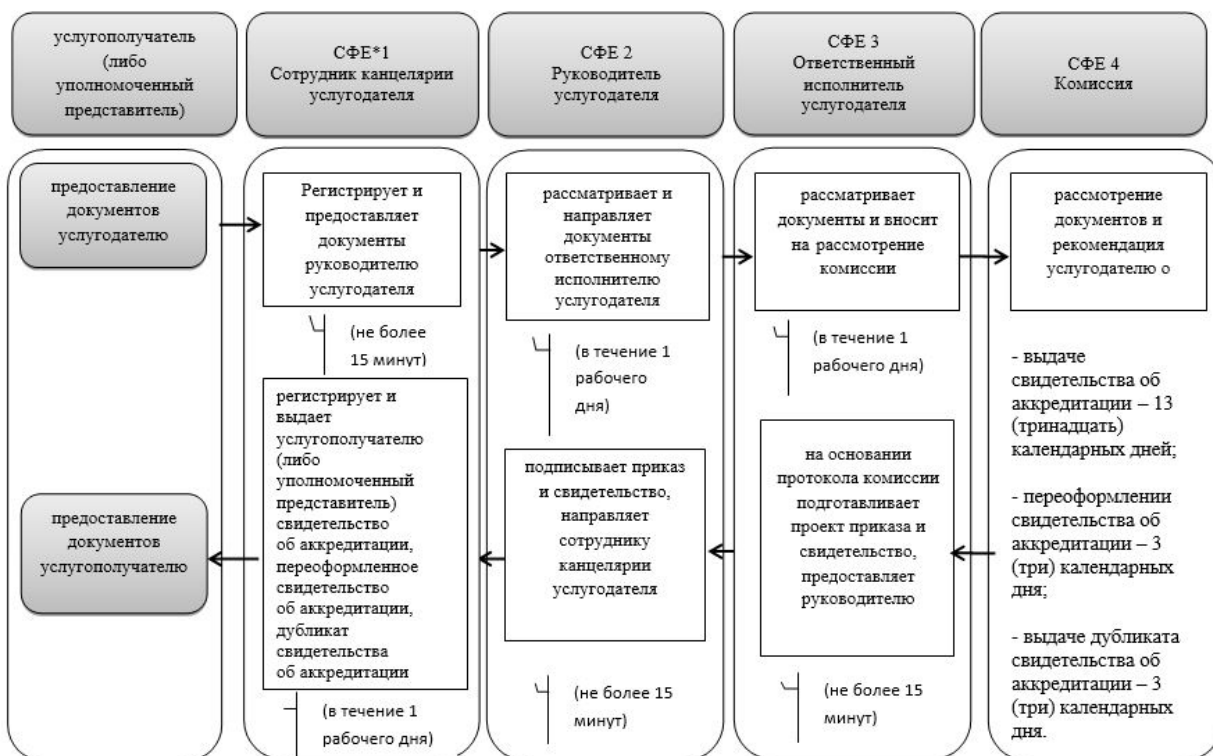 услугополучатель
(либо
уполномоченный
представитель)
СФЕ*1
Сотрудник канцелярии
услугодателя
СФЕ 2
Руководитель
услугодателя
СФЕ 3
Ответственный
исполнитель
услугодателя
СФЕ 4
Комиссия
предоставление
документов
услугодателю
Регистрирует и
предоставляет
документы
руководителю
услугодателя
(не более
15 минут)
рассматривает и
направляет
документы
ответственному
исполнителю
услугодателя
(в течение 1
рабочего
дня)
рассматривает
документы и вносит
на рассмотрение
комиссии
(в течение 1
рабочего дня)
рассмотрение
документов и
рекомендация
услугодателю о
- выдаче
свидетельства об
аккредитации – 13
(тринадцать)
календарных дней;
- переоформлении
свидетельства об
аккредитации – 3
(три) календарных
дня;
- выдаче дубликата
свидетельства об
аккредитации – 3
(три) календарных
дня.
на основании
протокола комиссии
подготавливает
проект приказа и
свидетельство,
предоставляет
руководителю
(не более 15
минут)
подписывает приказ
и свидетельство,
направляет
сотруднику
канцелярии
услугодателя
(не более 15
минут)
регистрирует и
выдает
услугополучателю
(либо
уполномоченный
представитель)
свидетельство
об аккредитации,
переоформленное
свидетельство
об аккредитации,
дубликат
свидетельства
об аккредитации
(в течение 1
рабочего дня)
предоставление
документов
услугополучателю